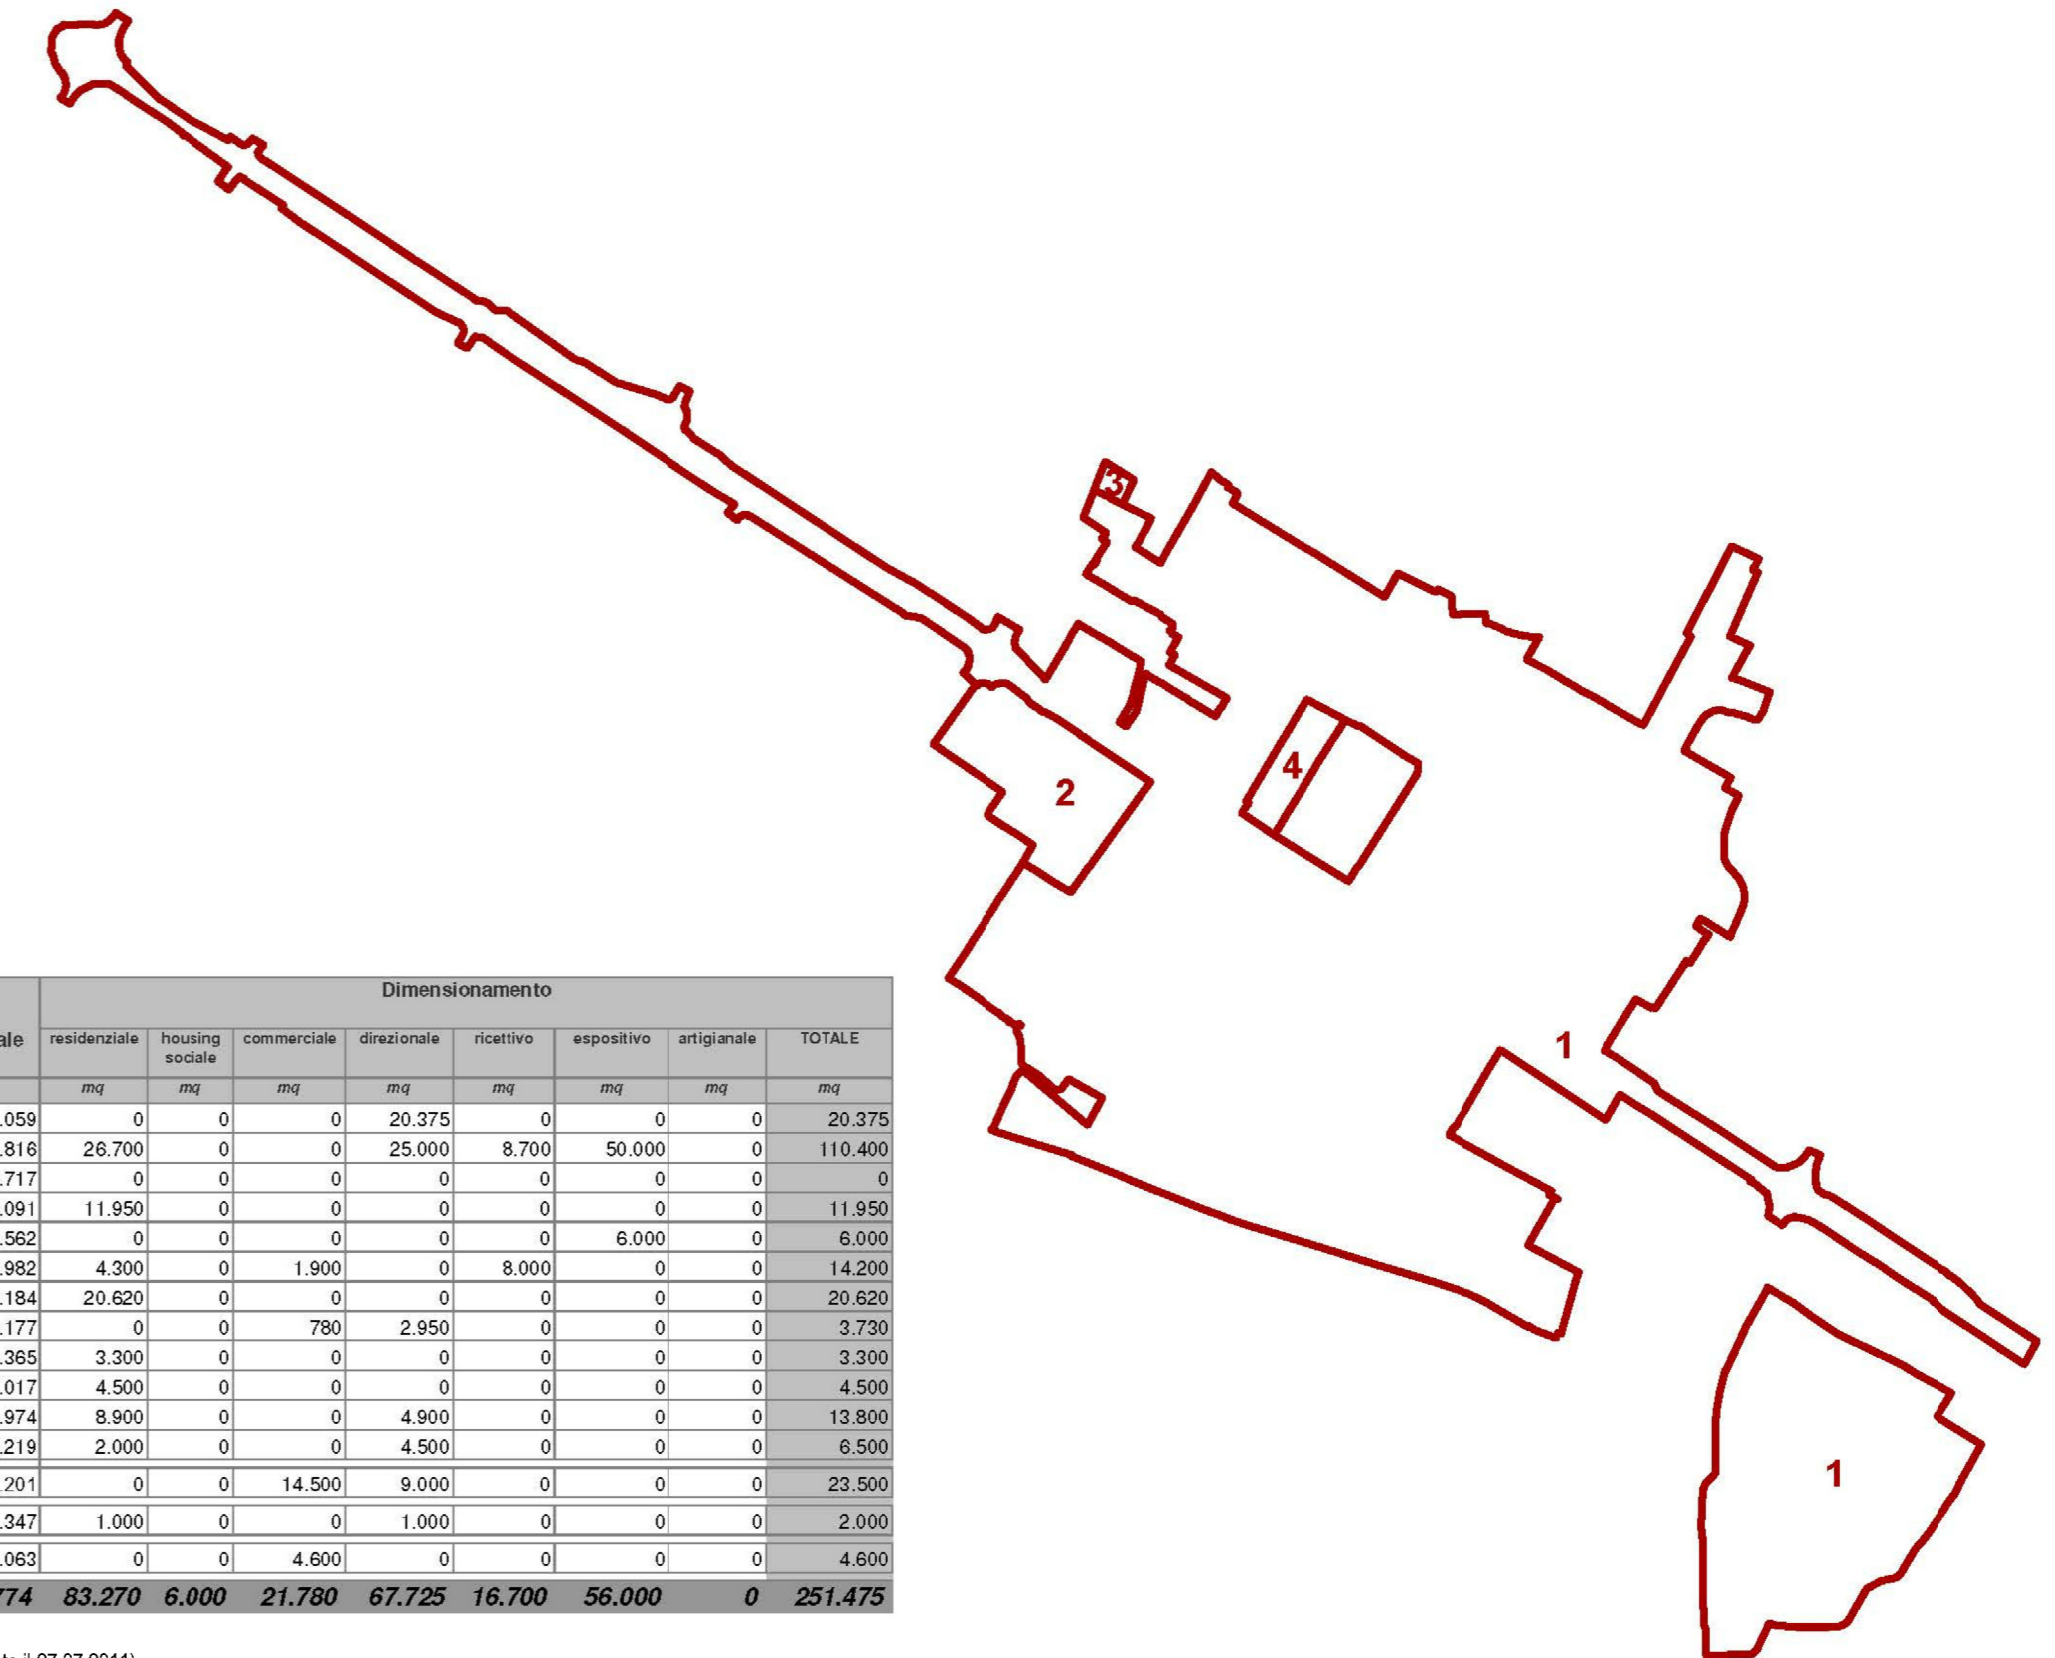 3
4
2
1
1
Dimensionamento
ale residenziale housing sociale commerciale direzionale ricettivo espositivo artigianale TOTALE
mq mq mq mq mq mq mq mq
.059 0 0 0 20.375 0 0 0 20.375
.816 26.700 0 0 25.000 8.700 50.000 0 110.400
.717 0 0 0 0 0 0 0 0
.091 11.950 0 0 0 0 0 0 11.950
.562 0 0 0 0 0 6.000 0 6.000
.982 4.300 0 1.900 0 8.000 0 0 14.200
.184 20.620 0 0 0 0 0 0 20.620
.177 0 0 780 2.950 0 0 0 3.730
.365 3.300 0 0 0 0 0 0 3.300
.017 4.500 0 0 0 0 0 0 4.500
.974 8.900 0 0 4.900 0 0 0 13.800
.219 2.000 0 0 4.500 0 0 0 6.500
.201 0 0 14.500 9.000 0 0 0 23.500
.347 1.000 0 0 1.000 0 0 0 2.000
.063 0 0 4.600 0 0 0 0 4.600
774 83.270 6.000 21.780 67.725 16.700 56.000 0 251.475